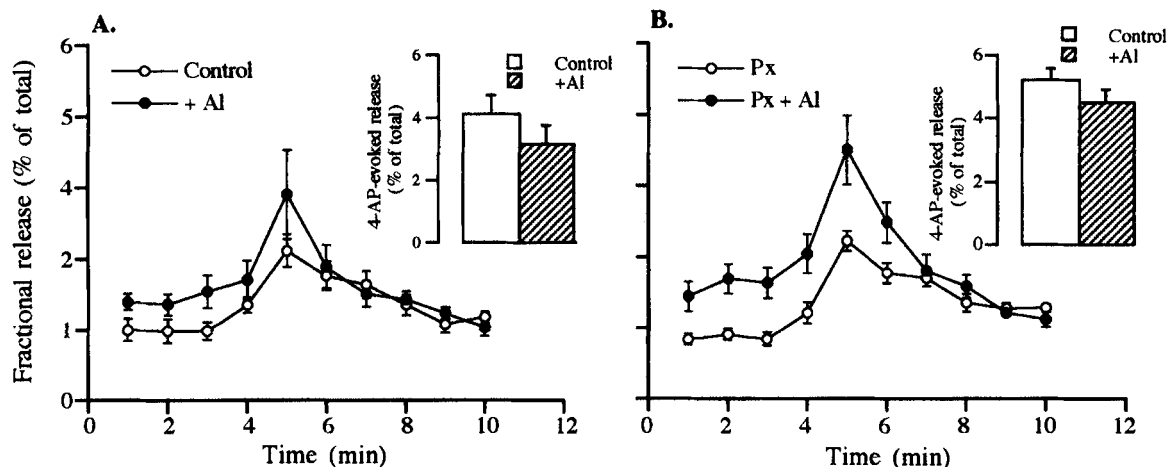 A.
Fractional release (% of total)
6
5
4
2
1
0
Control
+ Al
4-AP-evoked release
(% of total)
6
4
2
0
Control
+Al
0 2 4 6 8 10 12
Time (min)
B.
Px
Px + Al
4-AP-evoked release
(% of total)
6
4
2
0
Control
+Al
0 2 4 6 8 10 12
Time (min)